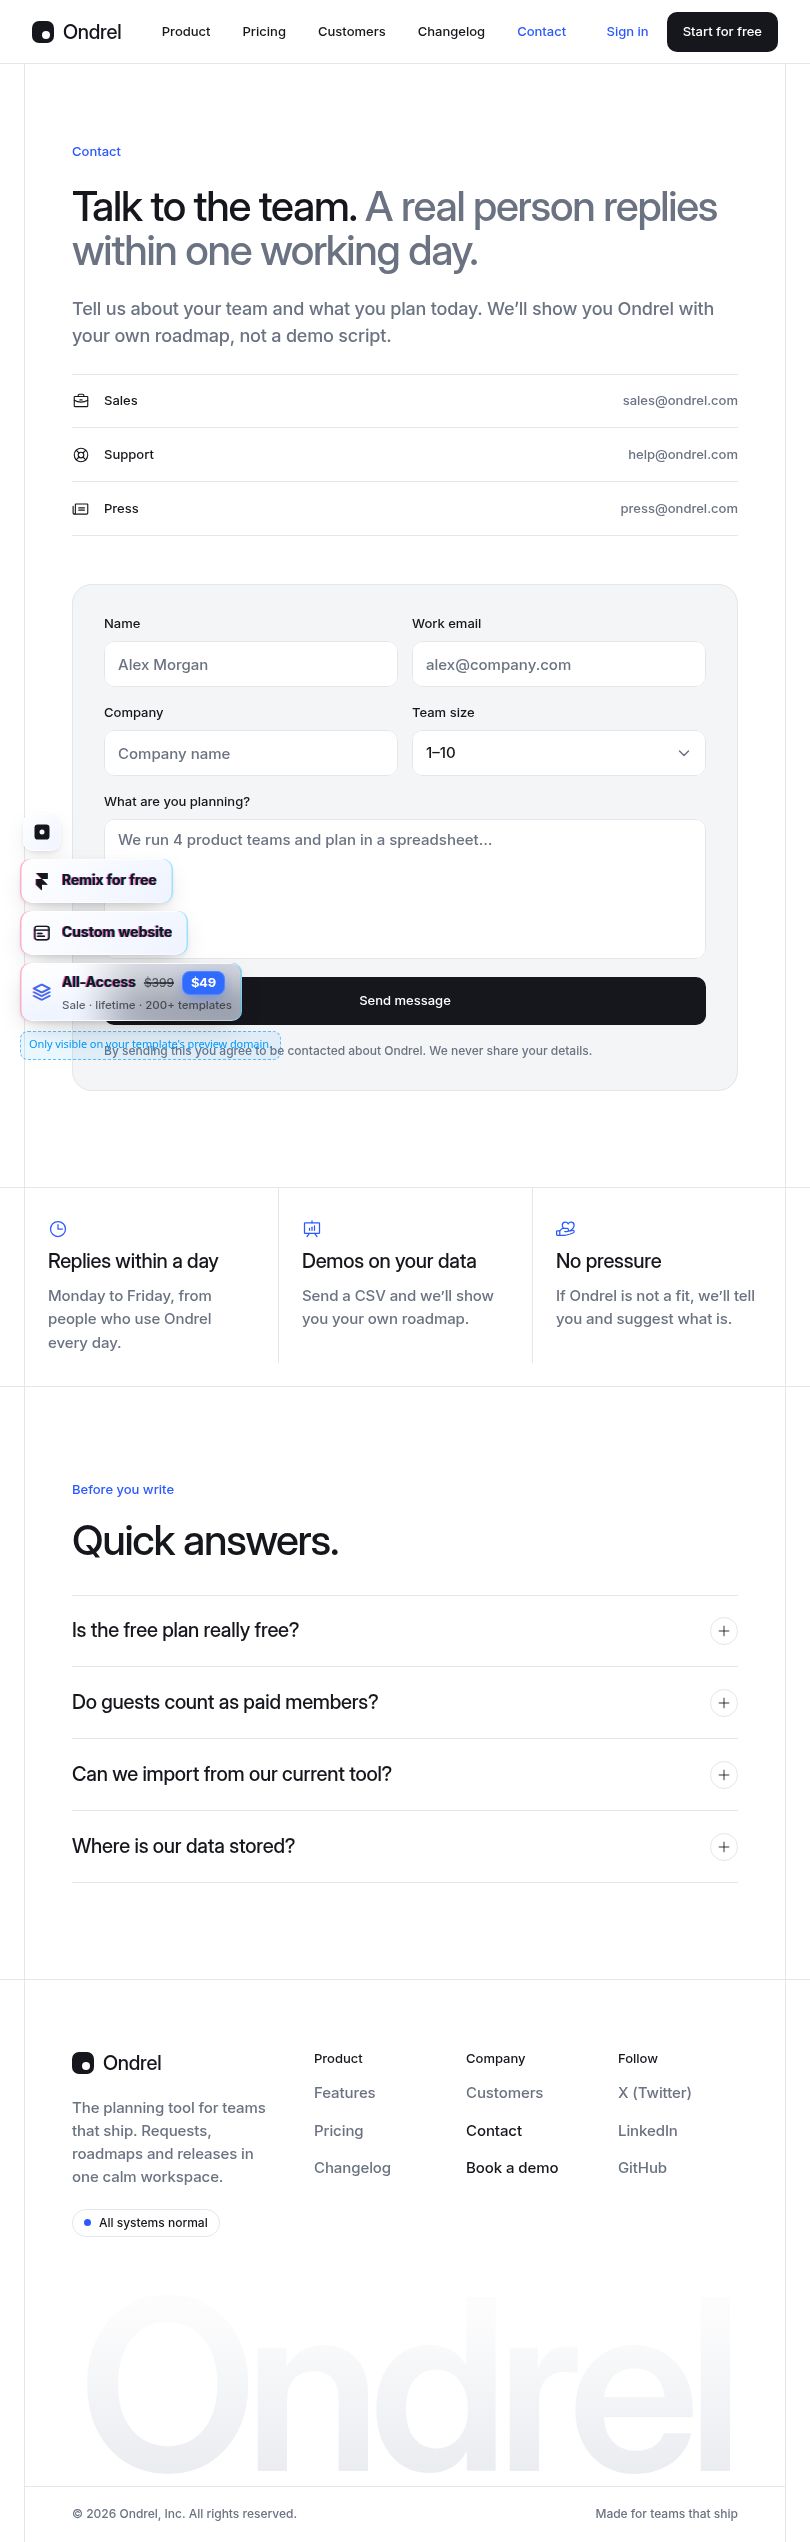 Ondrel
Product
Pricing
Customers
Changelog
Contact
Sign in
Start for free
Contact
Talk to the team. A real person replies
within one working day.
Tell us about your team and what you plan today. We’ll show you Ondrel with
your own roadmap, not a demo script.
Sales
sales@ondrel.com
Support
help@ondrel.com
Press
press@ondrel.com
Name
Work email
Alex Morgan
alex@company.com
Company
Team size
Company name
1–10
What are you planning?
We run 4 product teams and plan in a spreadsheet…
Remix for free
Custom website
All-Access $399 $49
Sale · lifetime · 200+ templates
Send message
Only visible on your template's preview domain.
By sending this you agree to be contacted about Ondrel. We never share your details.
Replies within a day
Monday to Friday, from
people who use Ondrel
every day.
Demos on your data
Send a CSV and we’ll show
you your own roadmap.
No pressure
If Ondrel is not a fit, we’ll tell
you and suggest what is.
Before you write
Quick answers.
Is the free plan really free?
Do guests count as paid members?
Can we import from our current tool?
Where is our data stored?
Ondrel
The planning tool for teams
that ship. Requests,
roadmaps and releases in
one calm workspace.
All systems normal
Product
Features
Pricing
Changelog
Company
Customers
Contact
Book a demo
Follow
X (Twitter)
LinkedIn
GitHub
Ondrel
© 2026 Ondrel, Inc. All rights reserved.
Made for teams that ship